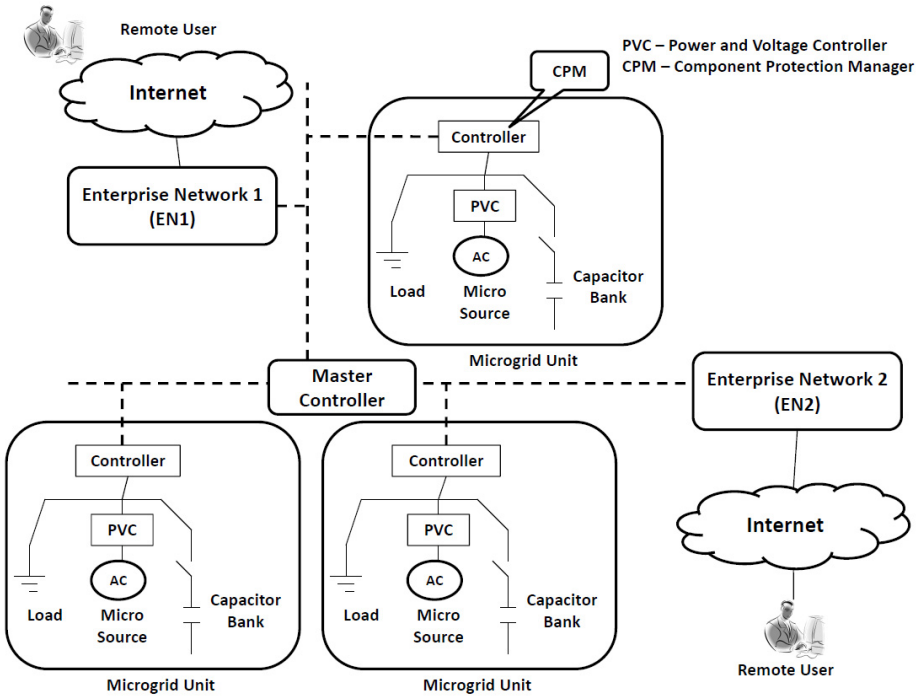 Remote User
PVC – Power and Voltage Controller
CPM – Component Protection Manager
CPM
Internet
Controller
Enterprise Network 1
(EN1)
PVC
AC
Capacitor
Bank
Load
Micro
Source
Microgrid Unit
Master
Controller
Enterprise Network 2
(EN2)
Controller
PVC
AC
Capacitor
Bank
Load
Micro
Source
Microgrid Unit
Controller
PVC
AC
Capacitor
Bank
Load
Micro
Source
Microgrid Unit
Internet
Remote User